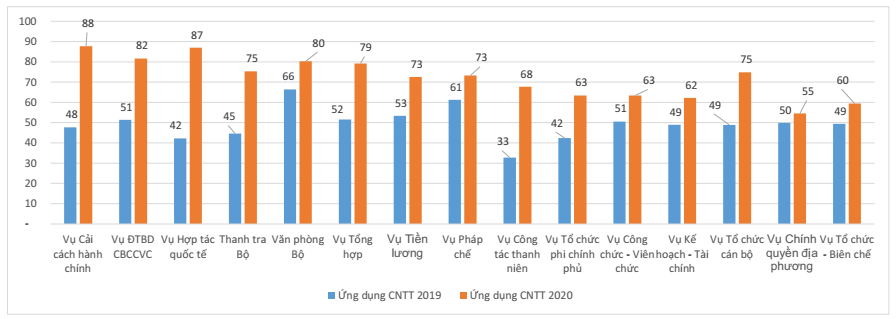 100
90
80
70
60
50
40
30
20
10
-
48
88
51
82
42
87
45
75
66
80
52
79
53
73
61
73
33
68
42
63
51
63
49
62
49
75
50
55
49
60
Vụ Cải
cách hành
chính
Vụ ĐTBD
CBCCVC
Vụ Hợp tác
quốc tế
Thanh tra
Bộ
Văn phòng
Bộ
Vụ Tổng
hợp
Vụ Tiền
lương
Vụ Pháp
chế
Vụ Công
tác thanh
niên
Vụ Tổ chức
phi chính
phủ
Vụ Công
chức - Viên
chức
Vụ Kế
hoạch - Tài
chính
Vụ Tổ chức
cán bộ
Vụ Chính
quyền địa
phương
Vụ Tổ chức
- Biên chế
Ứng dụng CNTT 2019
Ứng dụng CNTT 2020